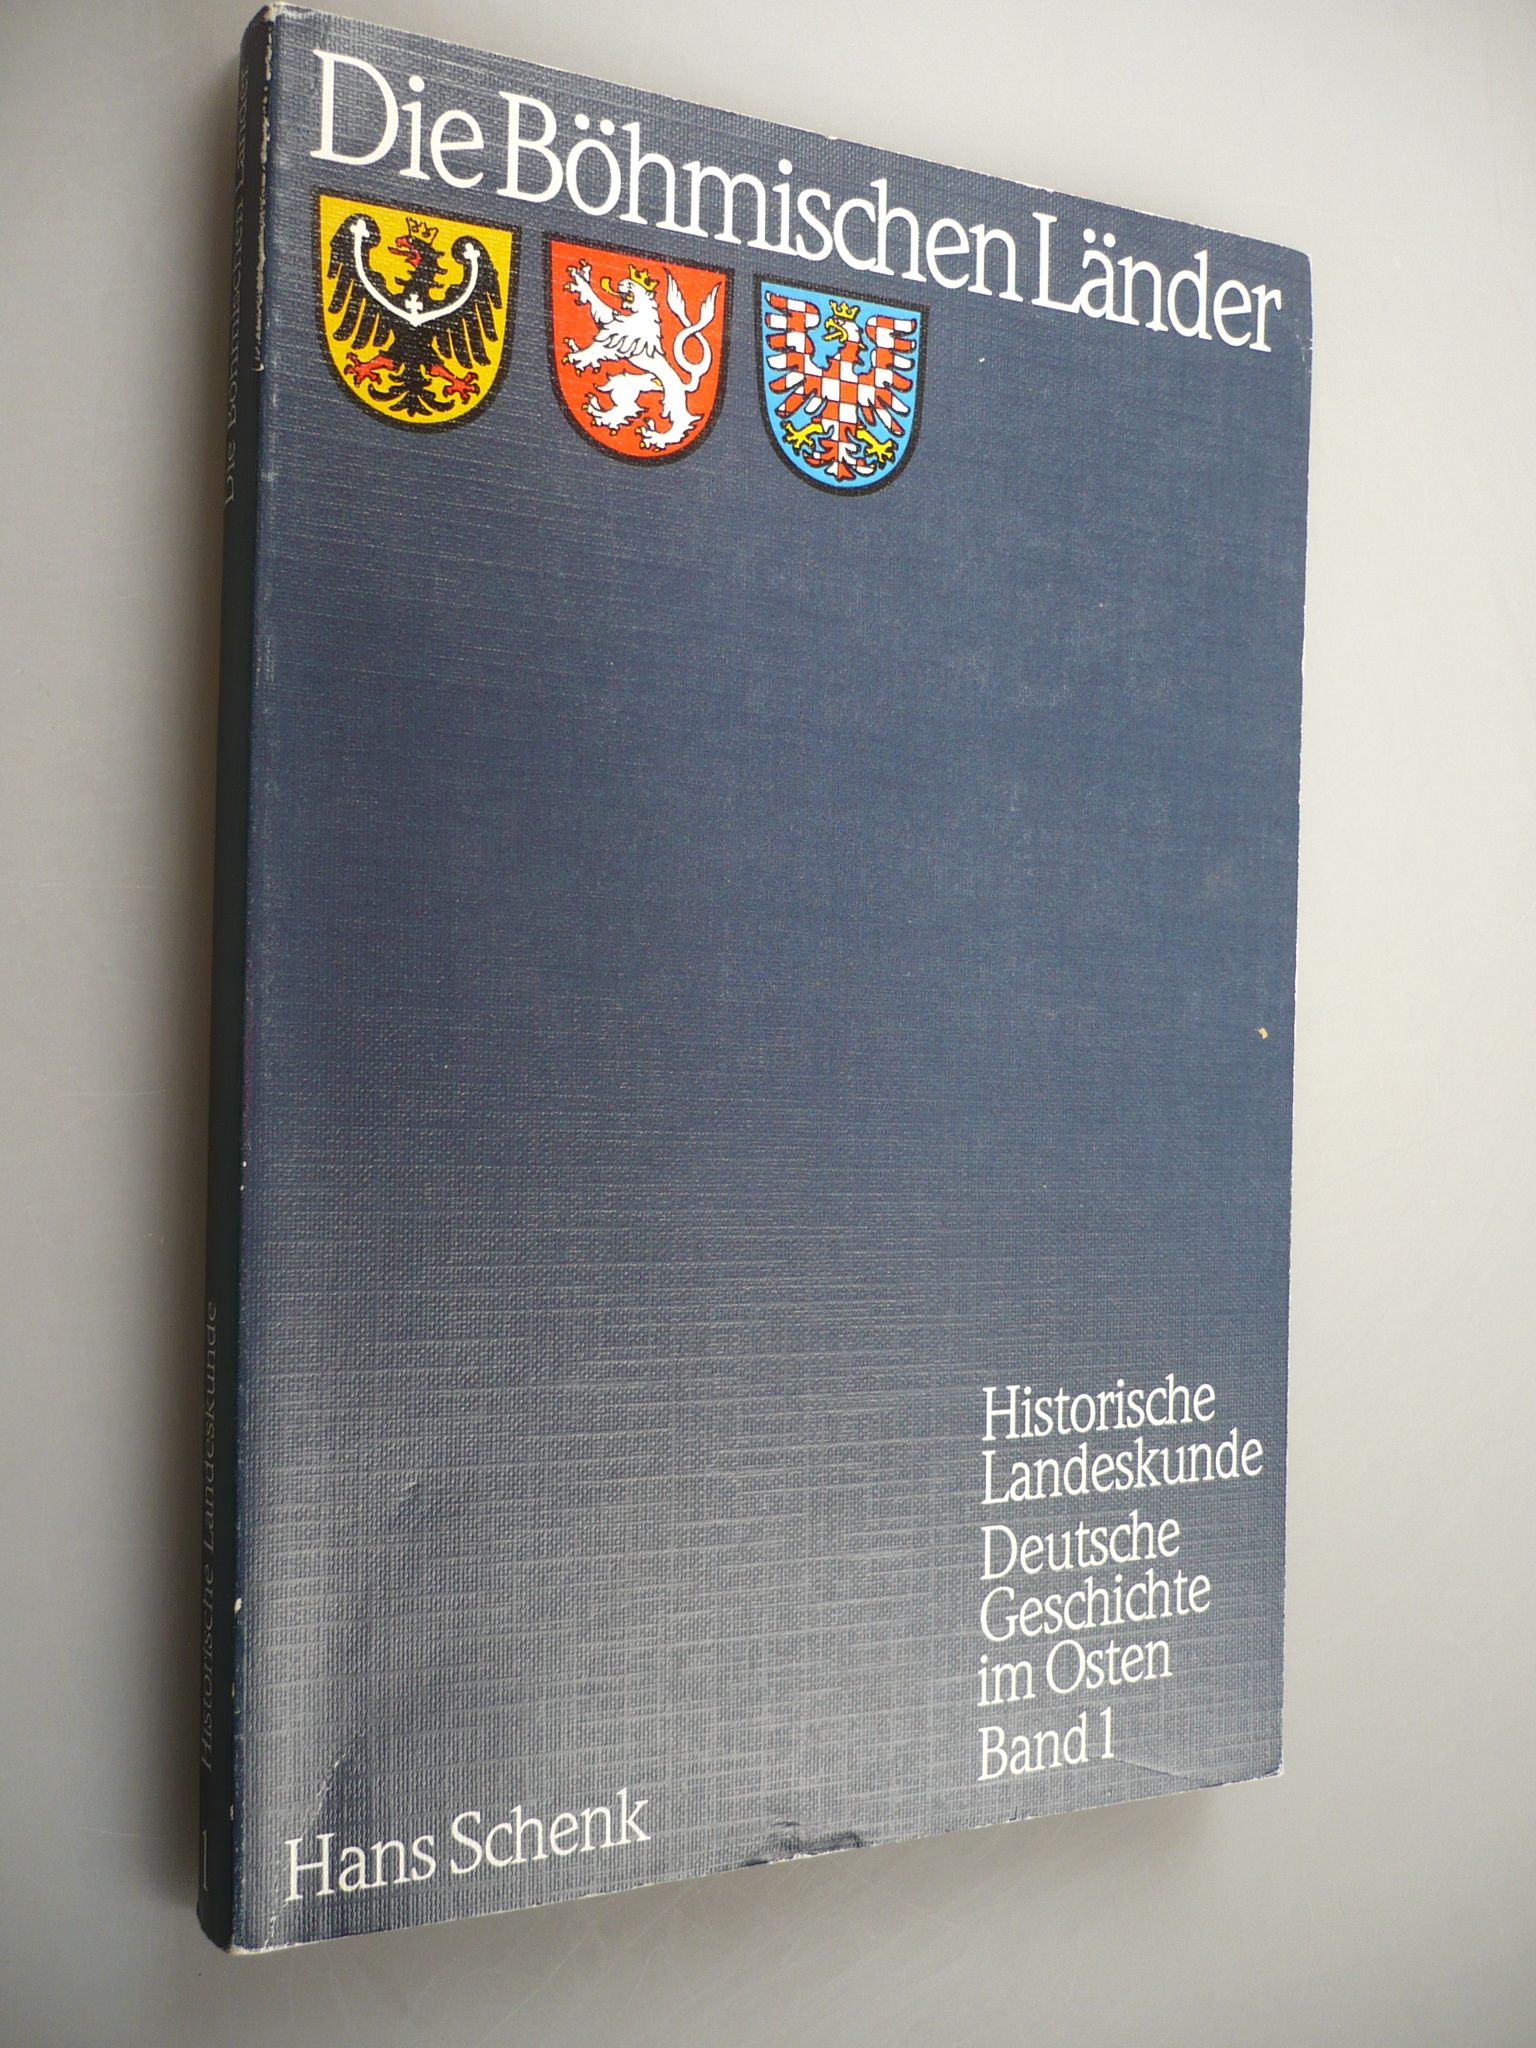 Die Böhmischen Länder
Historische
Landeskunde
Deutsche
Geschichte
im Osten
Band 1
Hans Schenk
Die Böhmischen Länder
Historische Landeskunde
1